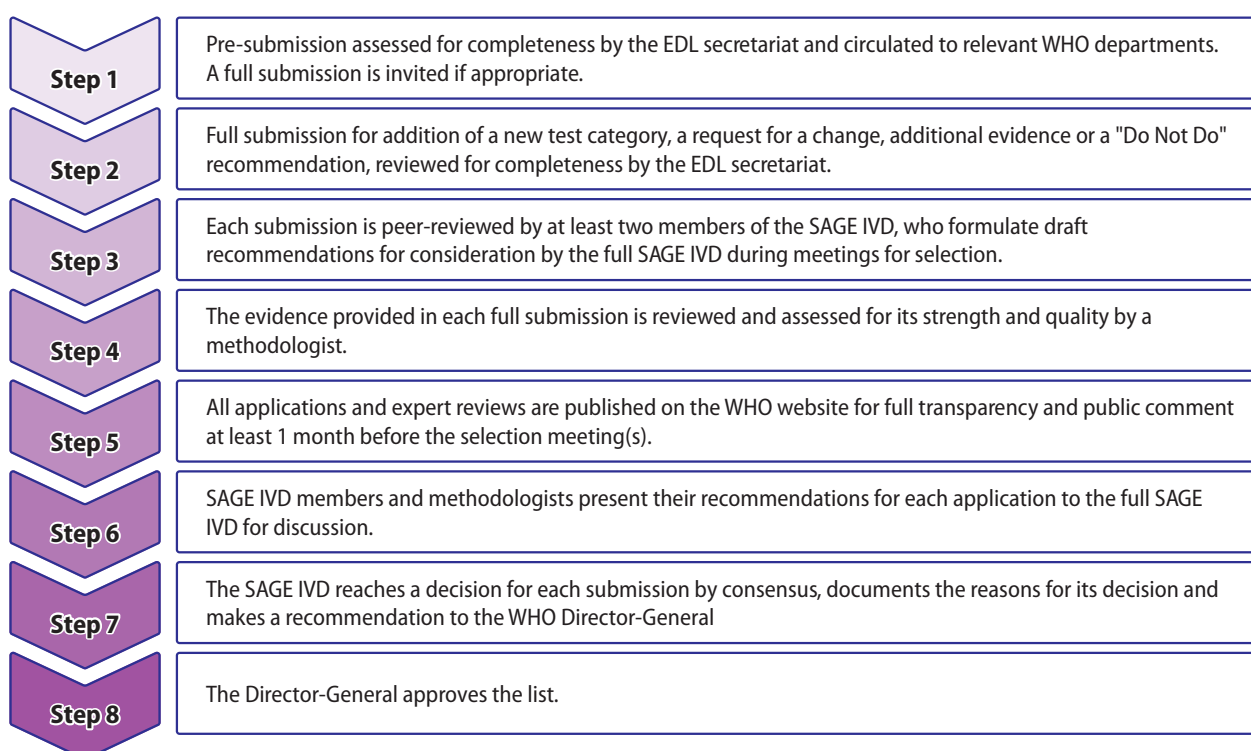 Step 1
Pre-submission assessed for completeness by the EDL secretariat and circulated to relevant WHO departments.
A full submission is invited if appropriate.
Step 2
Full submission for addition of a new test category, a request for a change, additional evidence or a "Do Not Do"
recommendation, reviewed for completeness by the EDL secretariat.
Step 3
Each submission is peer-reviewed by at least two members of the SAGE IVD, who formulate draft
recommendations for consideration by the full SAGE IVD during meetings for selection.
Step 4
The evidence provided in each full submission is reviewed and assessed for its strength and quality by a
methodologist.
Step 5
All applications and expert reviews are published on the WHO website for full transparency and public comment
at least 1 month before the selection meeting(s).
Step 6
SAGE IVD members and methodologists present their recommendations for each application to the full SAGE
IVD for discussion.
Step 7
The SAGE IVD reaches a decision for each submission by consensus, documents the reasons for its decision and
makes a recommendation to the WHO Director-General
Step 8
The Director-General approves the list.